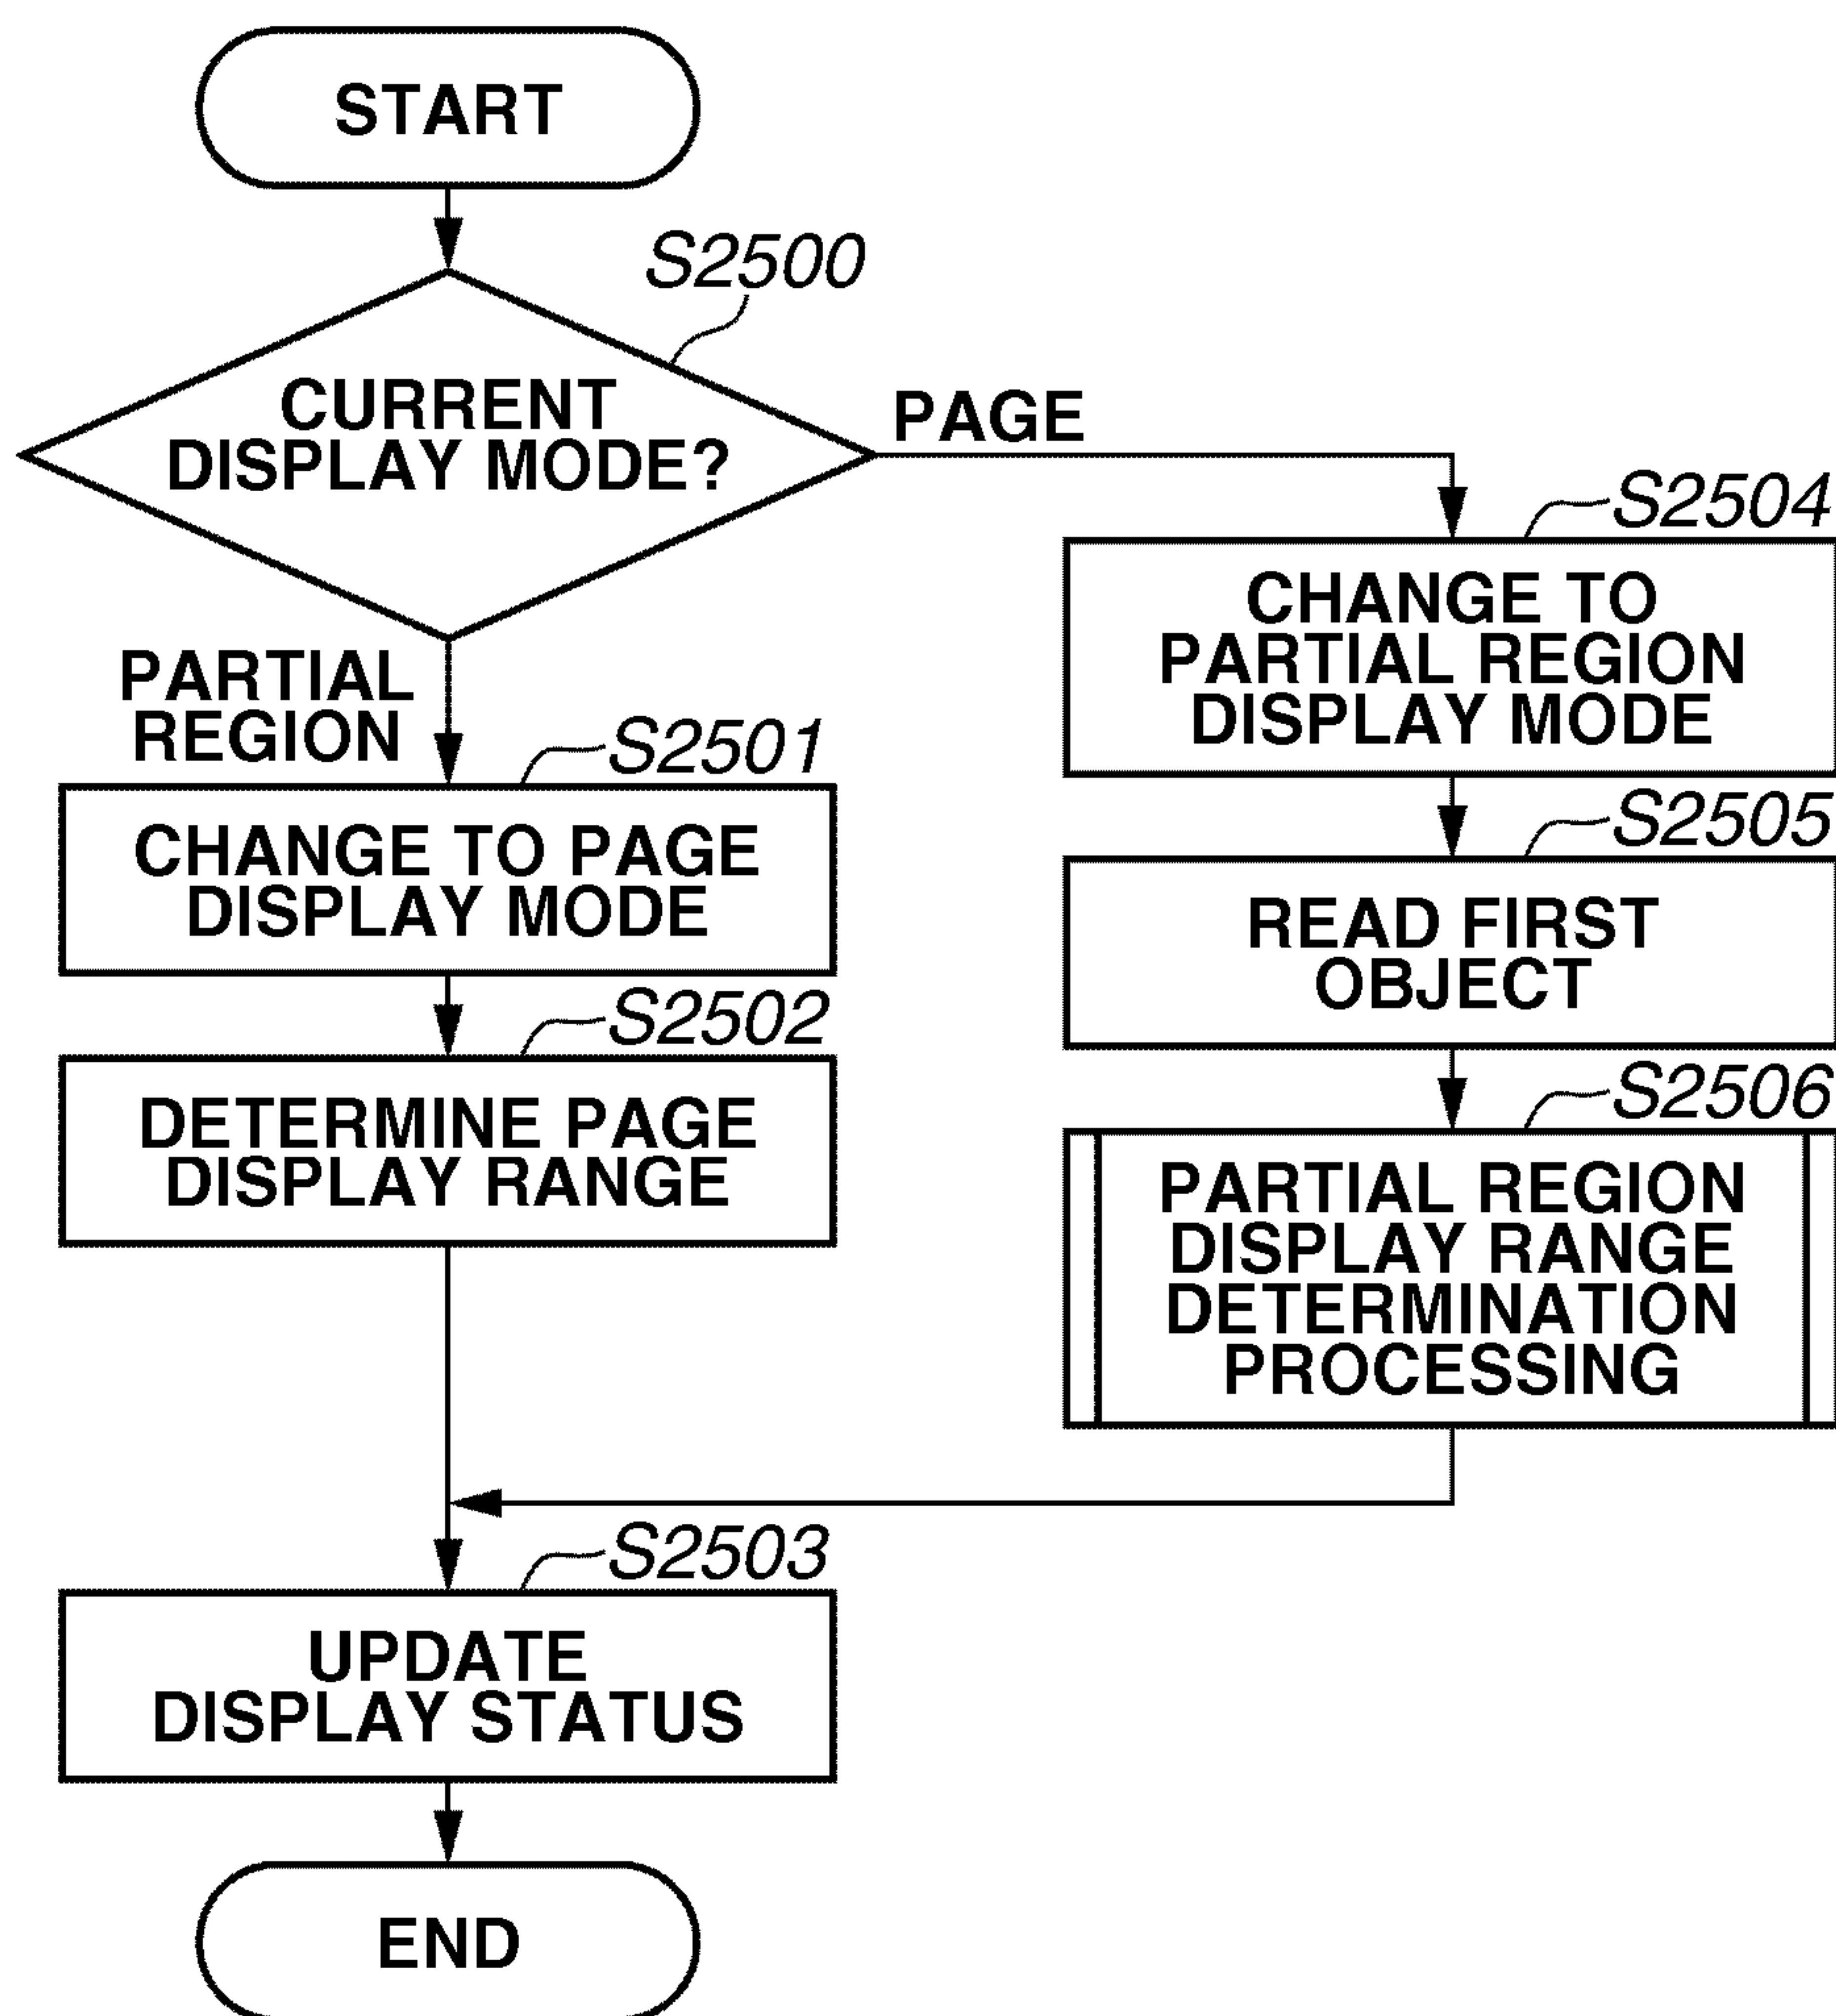 START
S2500
CURRENT
DISPLAY MODE?
PAGE
PARTIAL
REGION
S2501
CHANGE TO PAGE
DISPLAY MODE
S2502
DETERMINE PAGE
DISPLAY RANGE
S2504
CHANGE TO
PARTIAL REGION
DISPLAY MODE
S2505
READ FIRST
OBJECT
S2506
PARTIAL REGION
DISPLAY RANGE
DETERMINATION
PROCESSING
S2503
UPDATE
DISPLAY STATUS
END